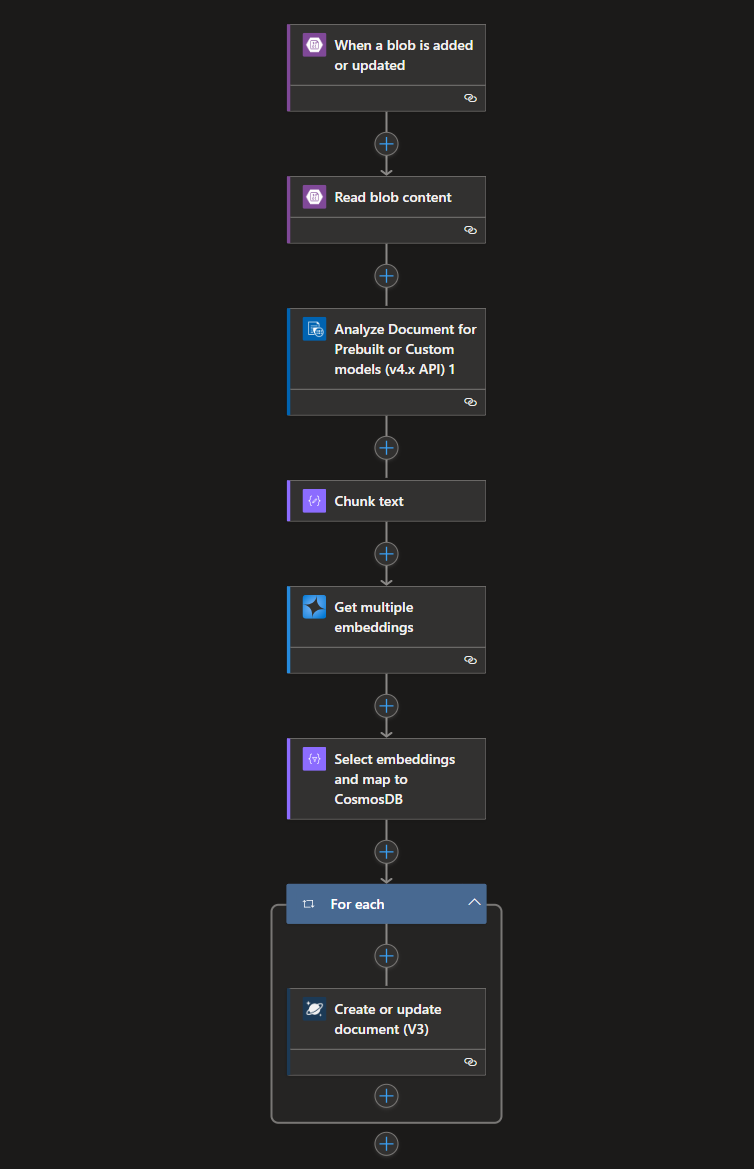 When a blob is added
or updated
Read blob content
Analyze Document for
Prebuilt or Custom
models (v4.x API) 1
Chunk text
Get multiple
embeddings
Select embeddings
and map to
CosmosDB
For each
Create or update
document (V3)